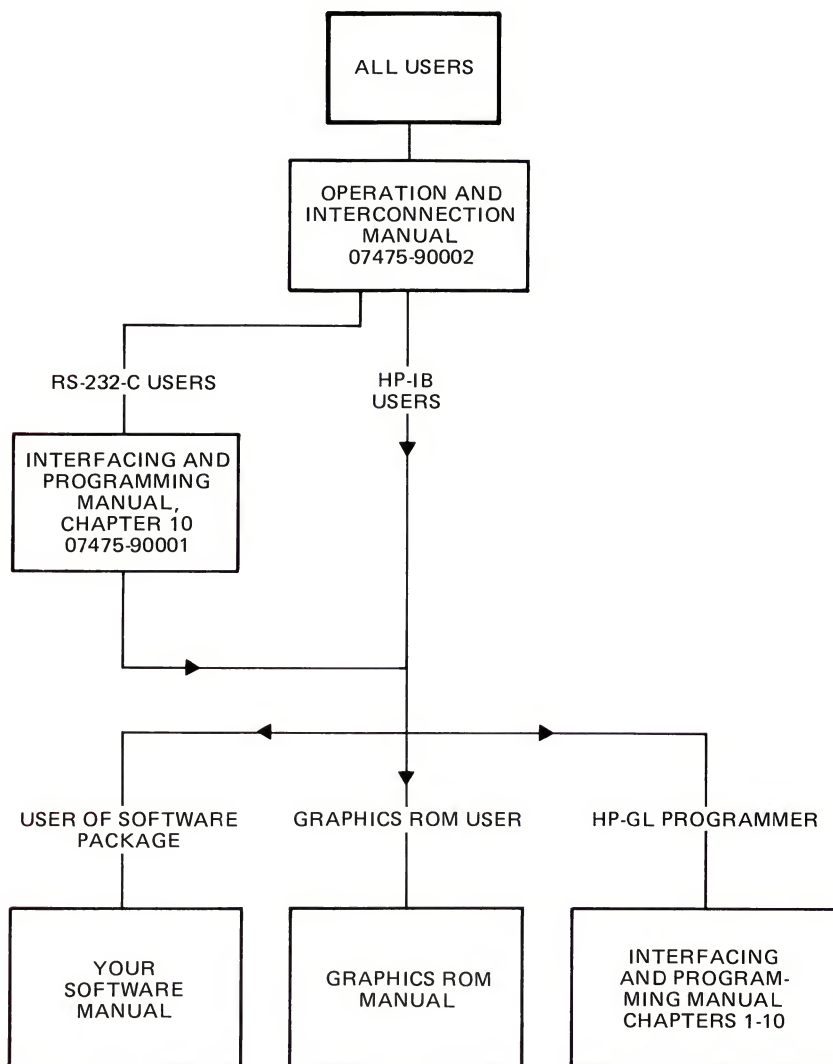 ALL USERS
OPERATION AND
INTERCONNECTION
MANUAL
07475-90002
RS-232-C USERS
HP-IB
USERS
INTERFACING AND
PROGRAMMING
MANUAL,
CHAPTER 10
07475-90001
USER OF SOFTWARE
PACKAGE
GRAPHICS ROM USER
HP-GL PROGRAMMER
YOUR
SOFTWARE
MANUAL
GRAPHICS ROM
MANUAL
INTERFACING
AND PROGRAM-
MING MANUAL
CHAPTERS 1-10